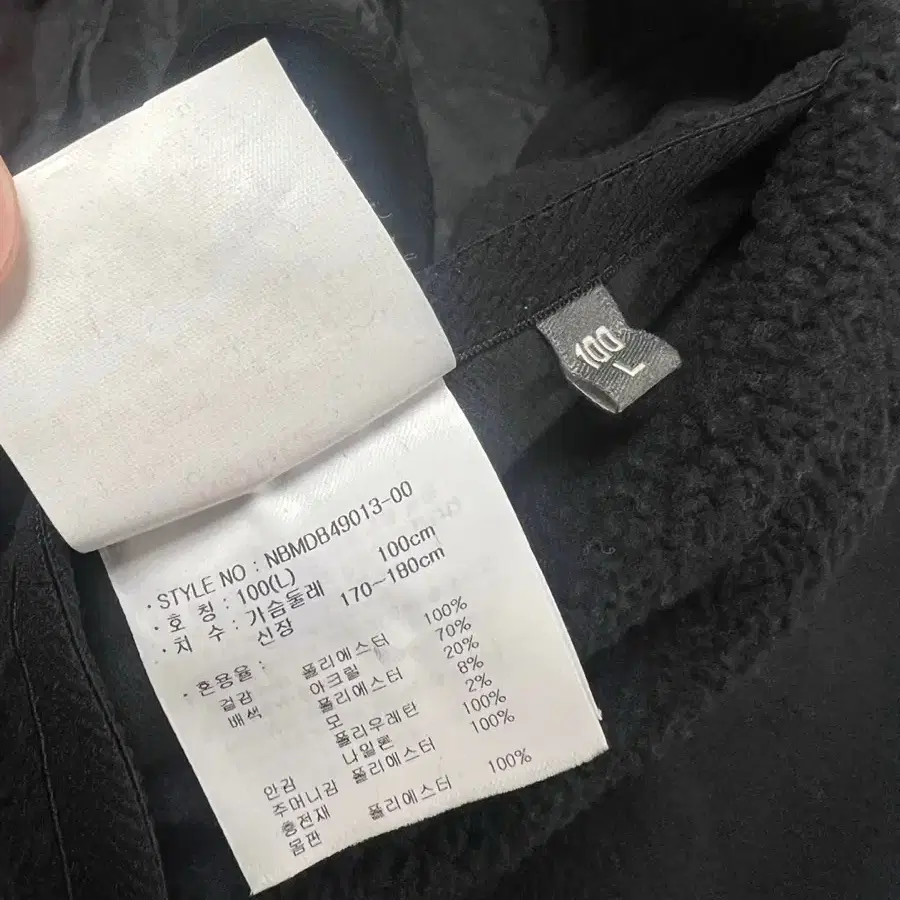 100
L
· STYLE NO : NBMDB49013-00
· 호 칭 : 100(L)
· 치 수 : 가슴둘레 100cm
신장 170~180cm
· 혼용율 :
겉감 폴리에스터 100%
배색 아크릴 70%
폴리에스터 20%
모 8%
폴리우레탄 2%
안감 나일론 100%
주머니감 폴리에스터 100%
충전재
몸판 폴리에스터 100%